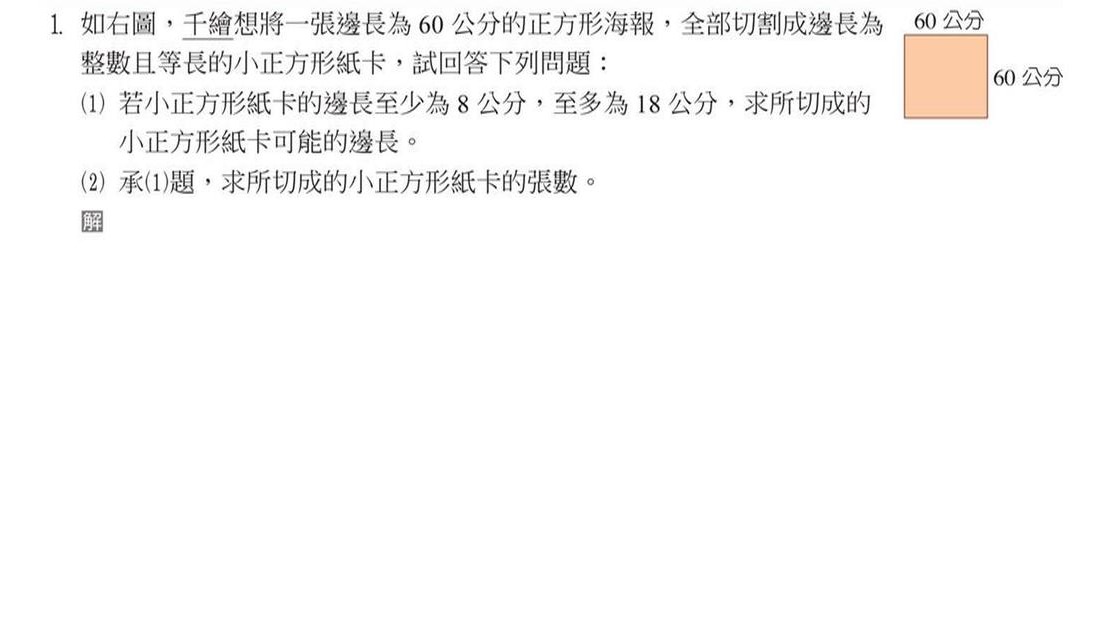 1. 如右圖，千繪想將一張邊長為 60 公分的正方形海報，全部切割成邊長為
整數且等長的小正方形紙卡，試回答下列問題：
⑴ 若小正方形紙卡的邊長至少為 8 公分，至多為 18 公分，求所切成的
小正方形紙卡可能的邊長。
⑵ 承⑴題，求所切成的小正方形紙卡的張數。
解
60 公分
60 公分